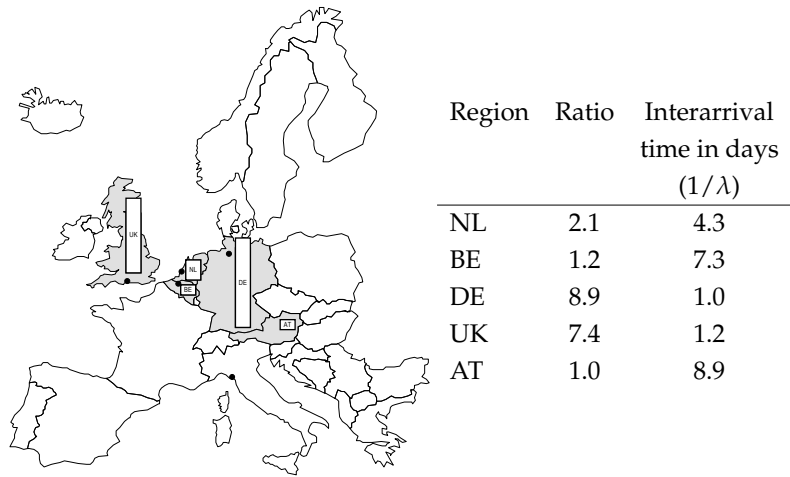 UK
NL
BE
DE
AT
Region Ratio Interarrival
time in days
(1/λ)
NL 2.1 4.3
BE 1.2 7.3
DE 8.9 1.0
UK 7.4 1.2
AT 1.0 8.9